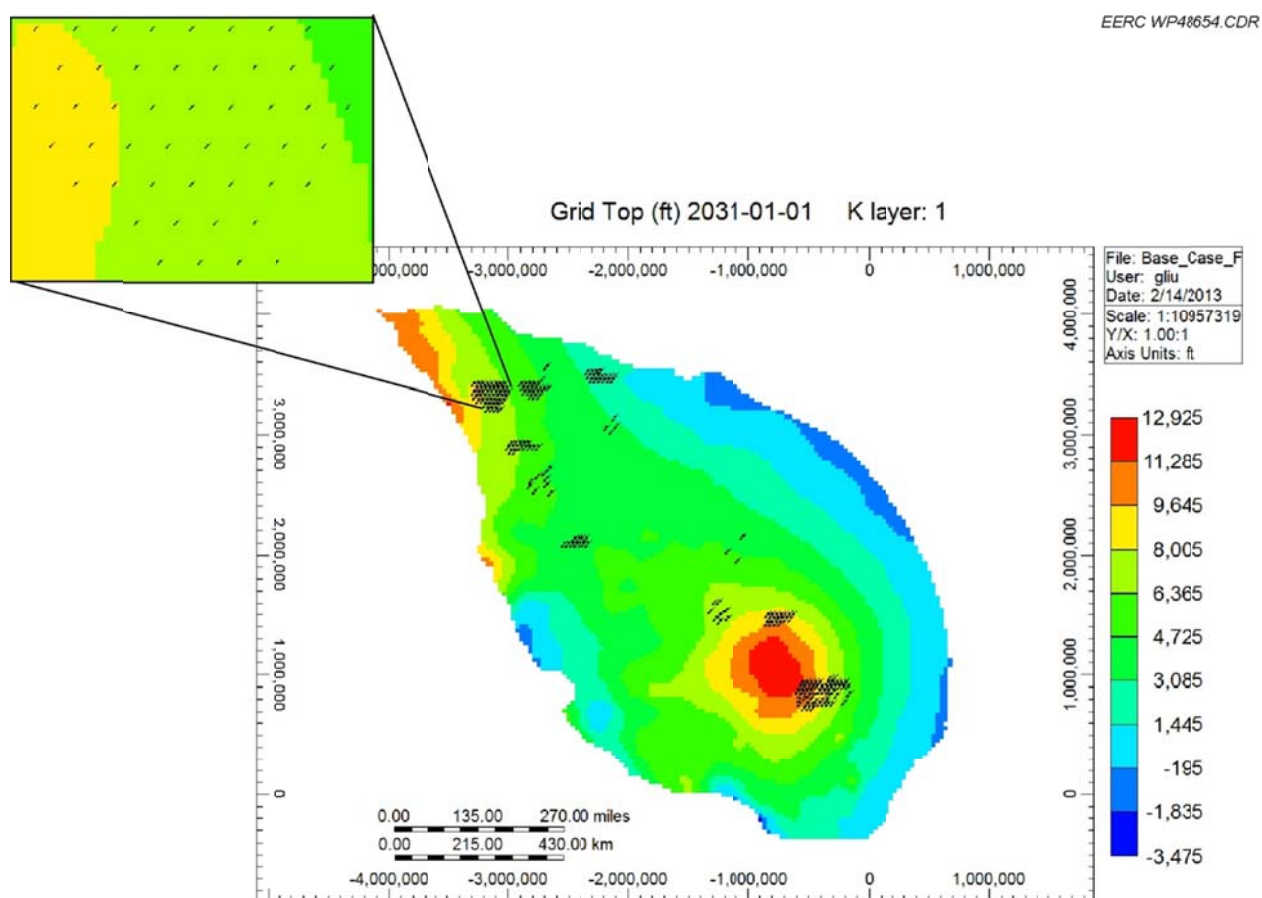 EERC WP48654.CDR
Grid Top (ft) 2031-01-01 K layer: 1
-3,000,000 -2,000,000 -1,000,000 0 1,000,000
File: Base_Case_F
User: gliu
Date: 2/14/2013
Scale: 1:10957319
Y/X: 1.00:1
Axis Units: ft
4,000,000
3,000,000
2,000,000
1,000,000
0
3,000,000
2,000,000
1,000,000
0
12,925
11,285
9,645
8,005
6,365
4,725
3,085
1,445
-195
-1,835
-3,475
0.00 135.00 270.00 miles
0.00 215.00 430.00 km
-4,000,000 -3,000,000 -2,000,000 -1,000,000 0 1,000,000